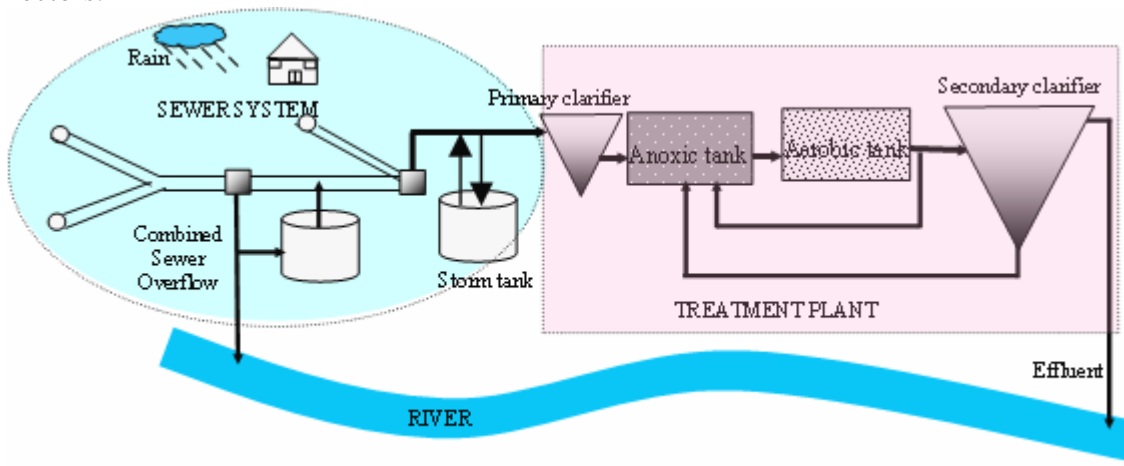 Rain
SEWER SYSTEM
Primary clarifier
Secondary clarifier
Anoxic tank
Aerobic tank
Combined
Sewer
Overflow
Storm tank
TREATMENT PLANT
Effluent
RIVER